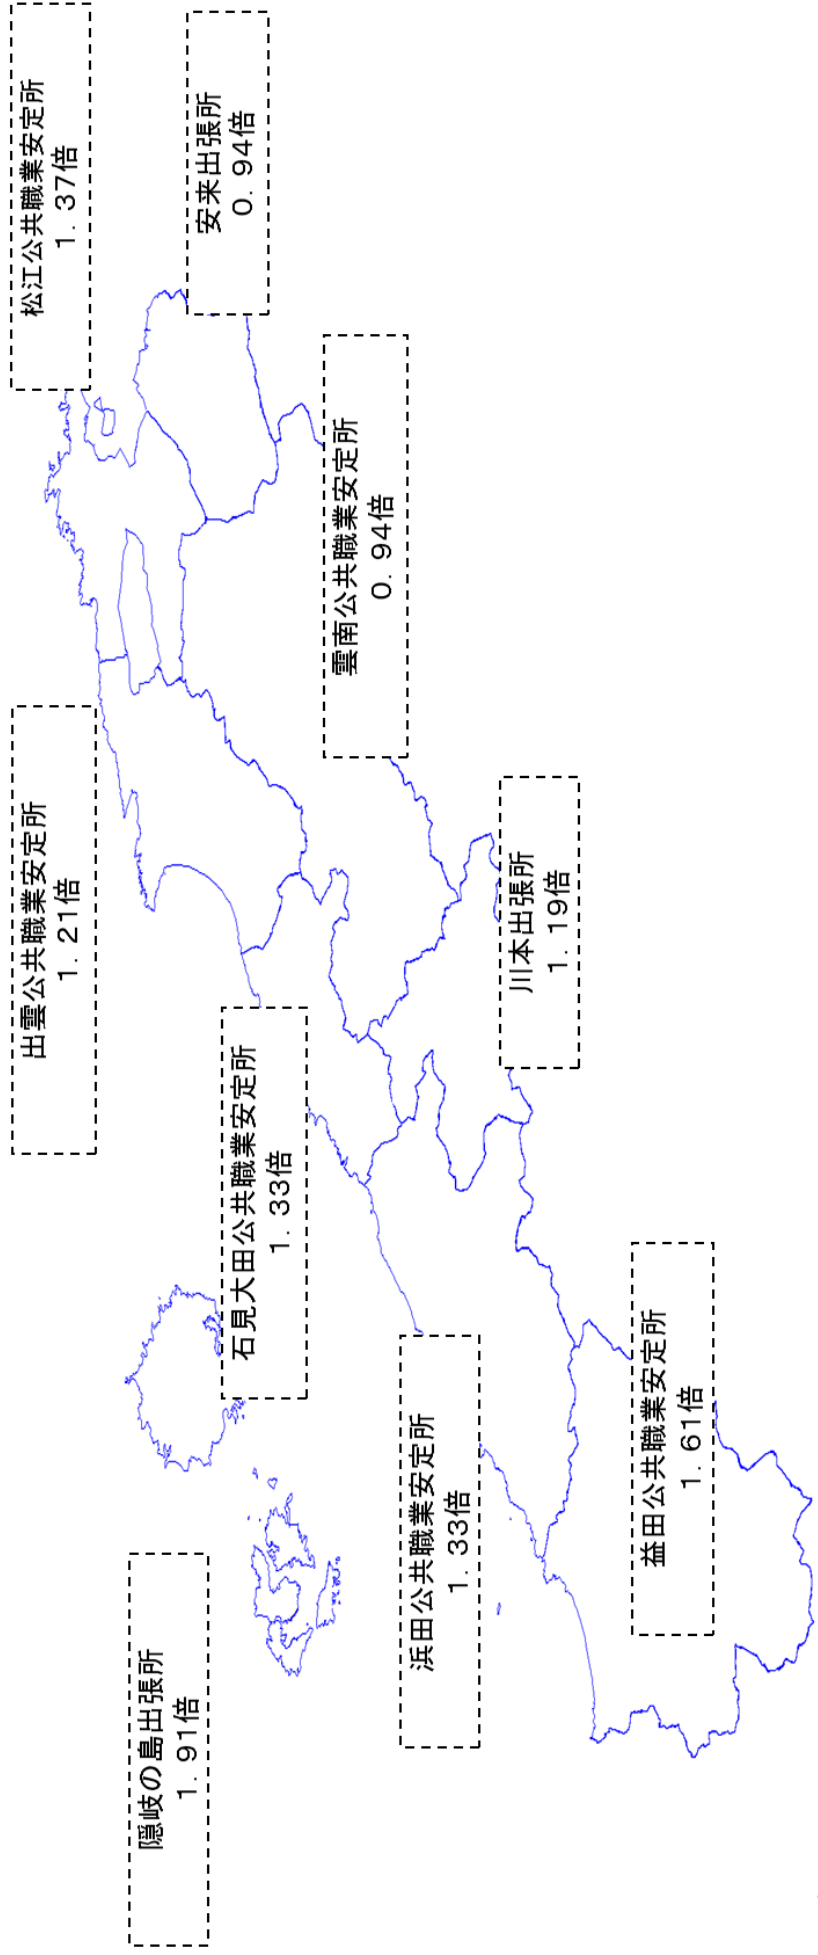 隠岐の島出張所
１．９１倍
出雲公共職業安定所
１．２１倍
松江公共職業安定所
１．３７倍
安来出張所
０．９４倍
石見大田公共職業安定所
１．３３倍
雲南公共職業安定所
０．９４倍
浜田公共職業安定所
１．３３倍
川本出張所
１．１９倍
益田公共職業安定所
１．６１倍